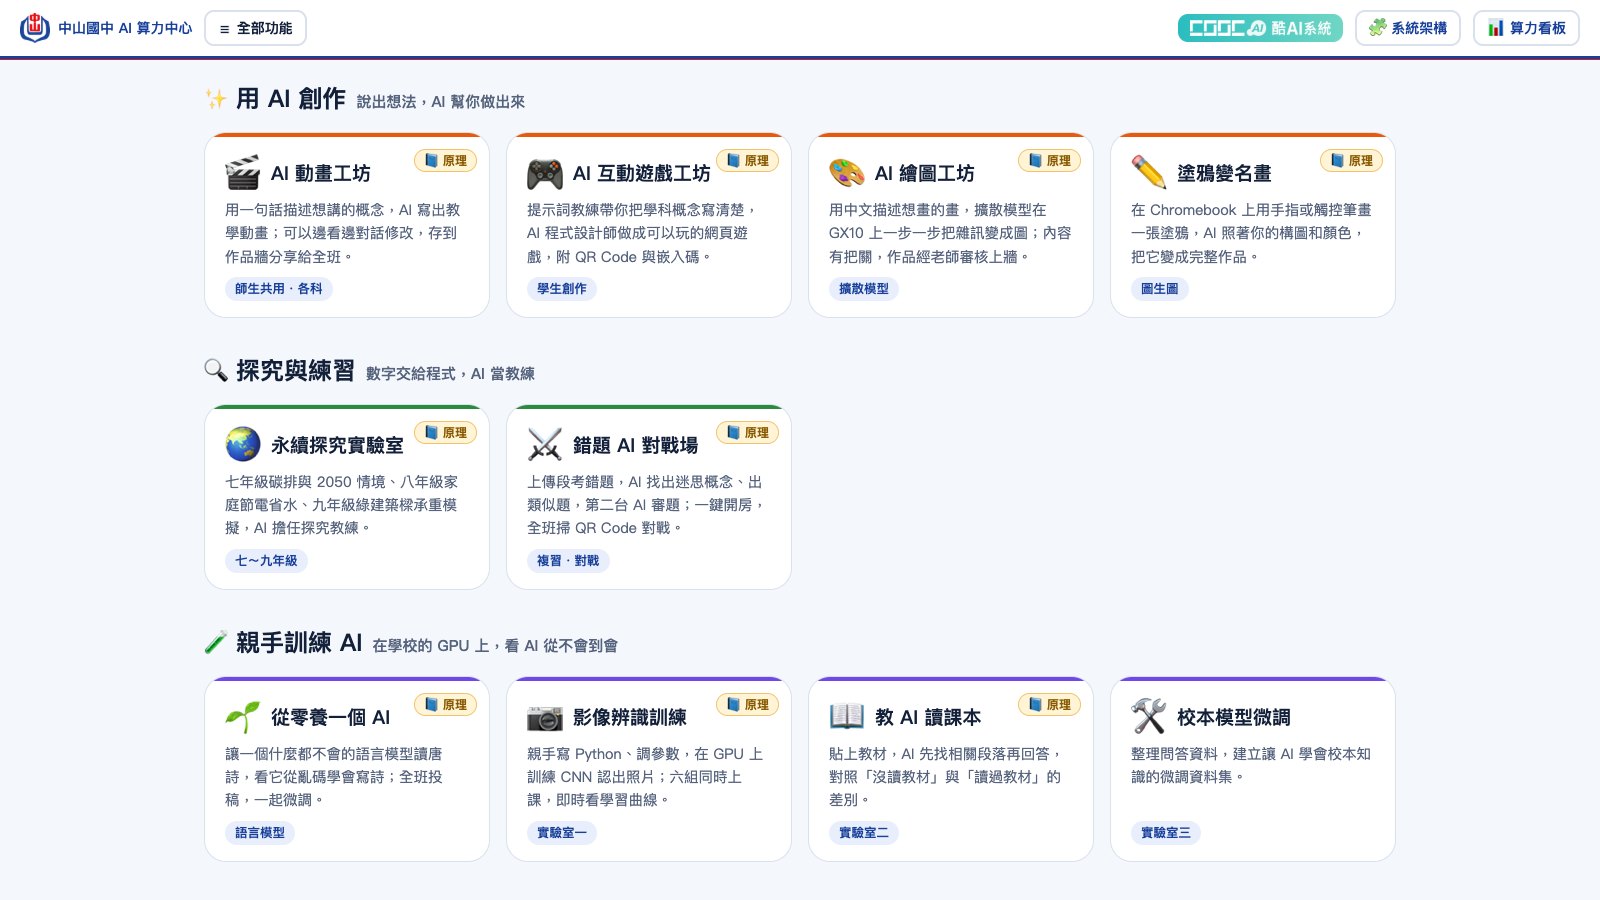 中山國中 AI 算力中心
≡ 全部功能
COOC AI 酷AI系統
系統架構
算力看板
用 AI 創作 說出想法，AI 幫你做出來
AI 動畫工坊
原理
用一句話描述想講的概念，AI 寫出教
學動畫；可以邊看邊對話修改，存到
作品牆分享給全班。
師生共用 · 各科
AI 互動遊戲工坊
原理
提示詞教練帶你把學科概念寫清楚，
AI 程式設計師做成可以玩的網頁遊
戲，附 QR Code 與嵌入碼。
學生創作
AI 繪圖工坊
原理
用中文描述想畫的畫，擴散模型在
GX10 上一步一步把雜訊變成圖；內容
有把關，作品經老師審核上牆。
擴散模型
塗鴉變名畫
原理
在 Chromebook 上用手指或觸控筆畫
一張塗鴉，AI 照著你的構圖和顏色，
把它變成完整作品。
圖生圖
探究與練習 數字交給程式，AI 當教練
永續探究實驗室
原理
七年級碳排與 2050 情境、八年級家
庭節電省水、九年級綠建築樑承重模
擬，AI 擔任探究教練。
七～九年級
錯題 AI 對戰場
原理
上傳段考錯題，AI 找出迷思概念、出
類似題，第二台 AI 審題；一鍵開房，
全班掃 QR Code 對戰。
複習 · 對戰
親手訓練 AI 在學校的 GPU 上，看 AI 從不會到會
從零養一個 AI
原理
讓一個什麼都不會的語言模型讀唐
詩，看它從亂碼學會寫詩；全班投
稿，一起微調。
語言模型
影像辨識訓練
原理
親手寫 Python、調參數，在 GPU 上
訓練 CNN 認出照片；六組同時上
課，即時看學習曲線。
實驗室一
教 AI 讀課本
原理
貼上教材，AI 先找相關段落再回答，
對照「沒讀教材」與「讀過教材」的
差別。
實驗室二
校本模型微調
整理問答資料，建立讓 AI 學會校本知
識的微調資料集。
實驗室三